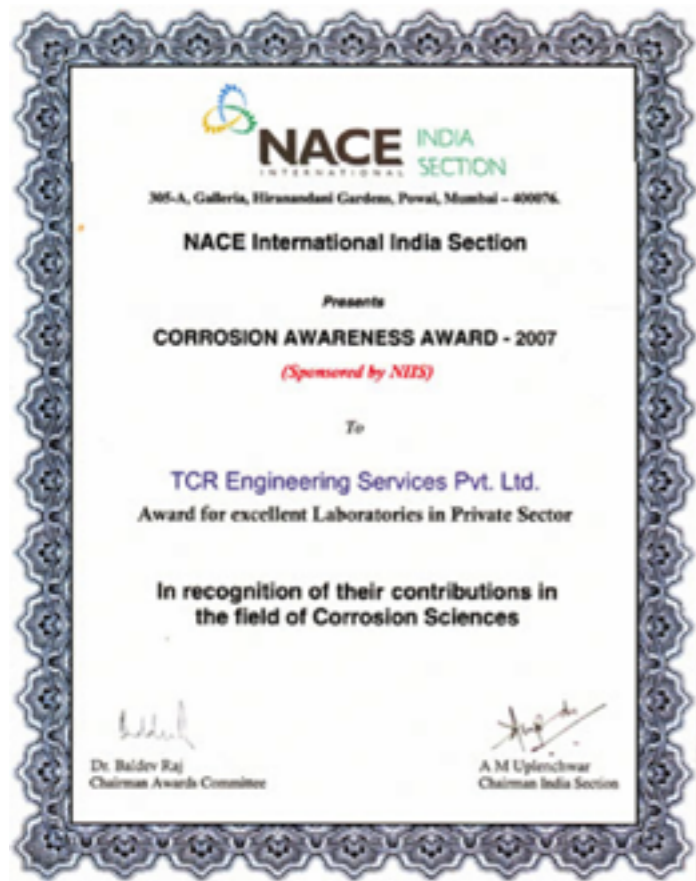 NACE INDIA
INTERNATIONAL SECTION
305-A, Galleria, Hiranandani Gardens, Powai, Mumbai – 400076.
NACE International India Section
Presents
CORROSION AWARENESS AWARD - 2007
(Sponsored by NIIS)
To
TCR Engineering Services Pvt. Ltd.
Award for excellent Laboratories in Private Sector
In recognition of their contributions in
the field of Corrosion Sciences
Dr. Baldev Raj
Chairman Awards Committee
A M Uplenchwar
Chairman India Section